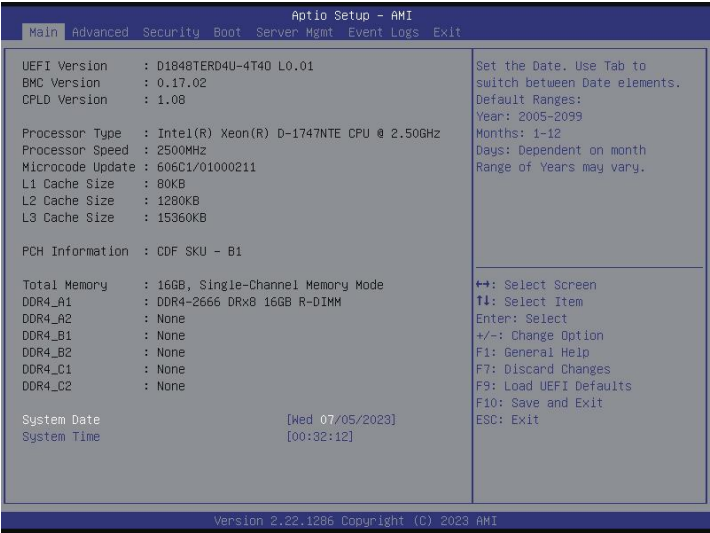 Aptio Setup - AMI
Main Advanced Security Boot Server Mgmt Event Logs Exit
UEFI Version : D1848TERD4U-4T4O L0.01
BMC Version : 0.17.02
CPLD Version : 1.08
Processor Type : Intel(R) Xeon(R) D-1747NTE CPU @ 2.50GHz
Processor Speed : 2500MHz
Microcode Update : 606C1/01000211
L1 Cache Size : 80KB
L2 Cache Size : 1280KB
L3 Cache Size : 15360KB
PCH Information : CDF SKU - B1
Total Memory : 16GB, Single-Channel Memory Mode
DDR4_A1 : DDR4-2666 DRx8 16GB R-DIMM
DDR4_A2 : None
DDR4_B1 : None
DDR4_B2 : None
DDR4_C1 : None
DDR4_C2 : None
System Date [Wed 07/05/2023]
System Time [00:32:12]
Set the Date. Use Tab to
switch between Date elements.
Default Ranges:
Year: 2005-2099
Months: 1-12
Days: Dependent on month
Range of Years may vary.
↔: Select Screen
↑↓: Select Item
Enter: Select
+/-: Change Option
F1: General Help
F7: Discard Changes
F9: Load UEFI Defaults
F10: Save and Exit
ESC: Exit
Version 2.22.1286 Copyright (C) 2023 AMI